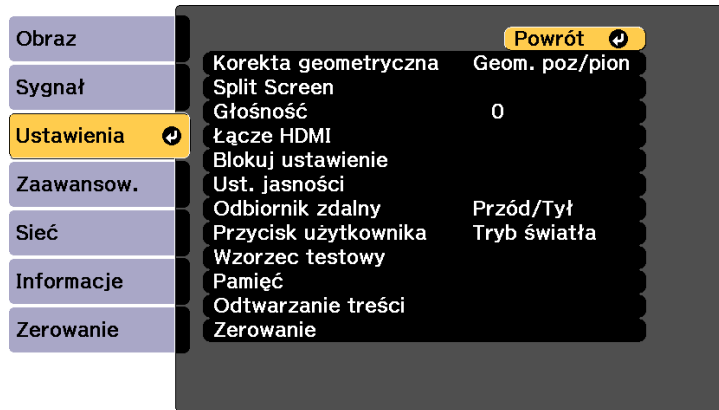 Obraz
Sygnał
Ustawienia
Zaawansow.
Sieć
Informacje
Zerowanie
Powrót
Korekta geometryczna Geom. poz/pion
Split Screen
Głośność 0
Łącze HDMI
Blokuj ustawienie
Ust. jasności
Odbiornik zdalny Przód/Tył
Przycisk użytkownika Tryb światła
Wzorzec testowy
Pamięć
Odtwarzanie treści
Zerowanie